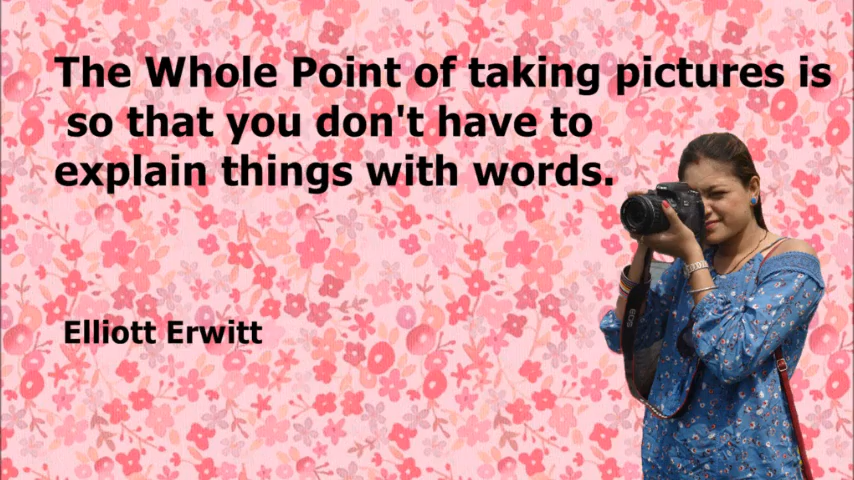 The Whole Point of taking pictures is
so that you don't have to
explain things with words.
Elliott Erwitt
EOS